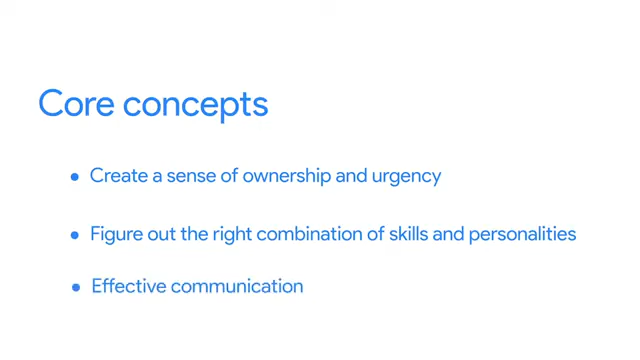 Core concepts
• Create a sense of ownership and urgency
• Figure out the right combination of skills and personalities
• Effective communication